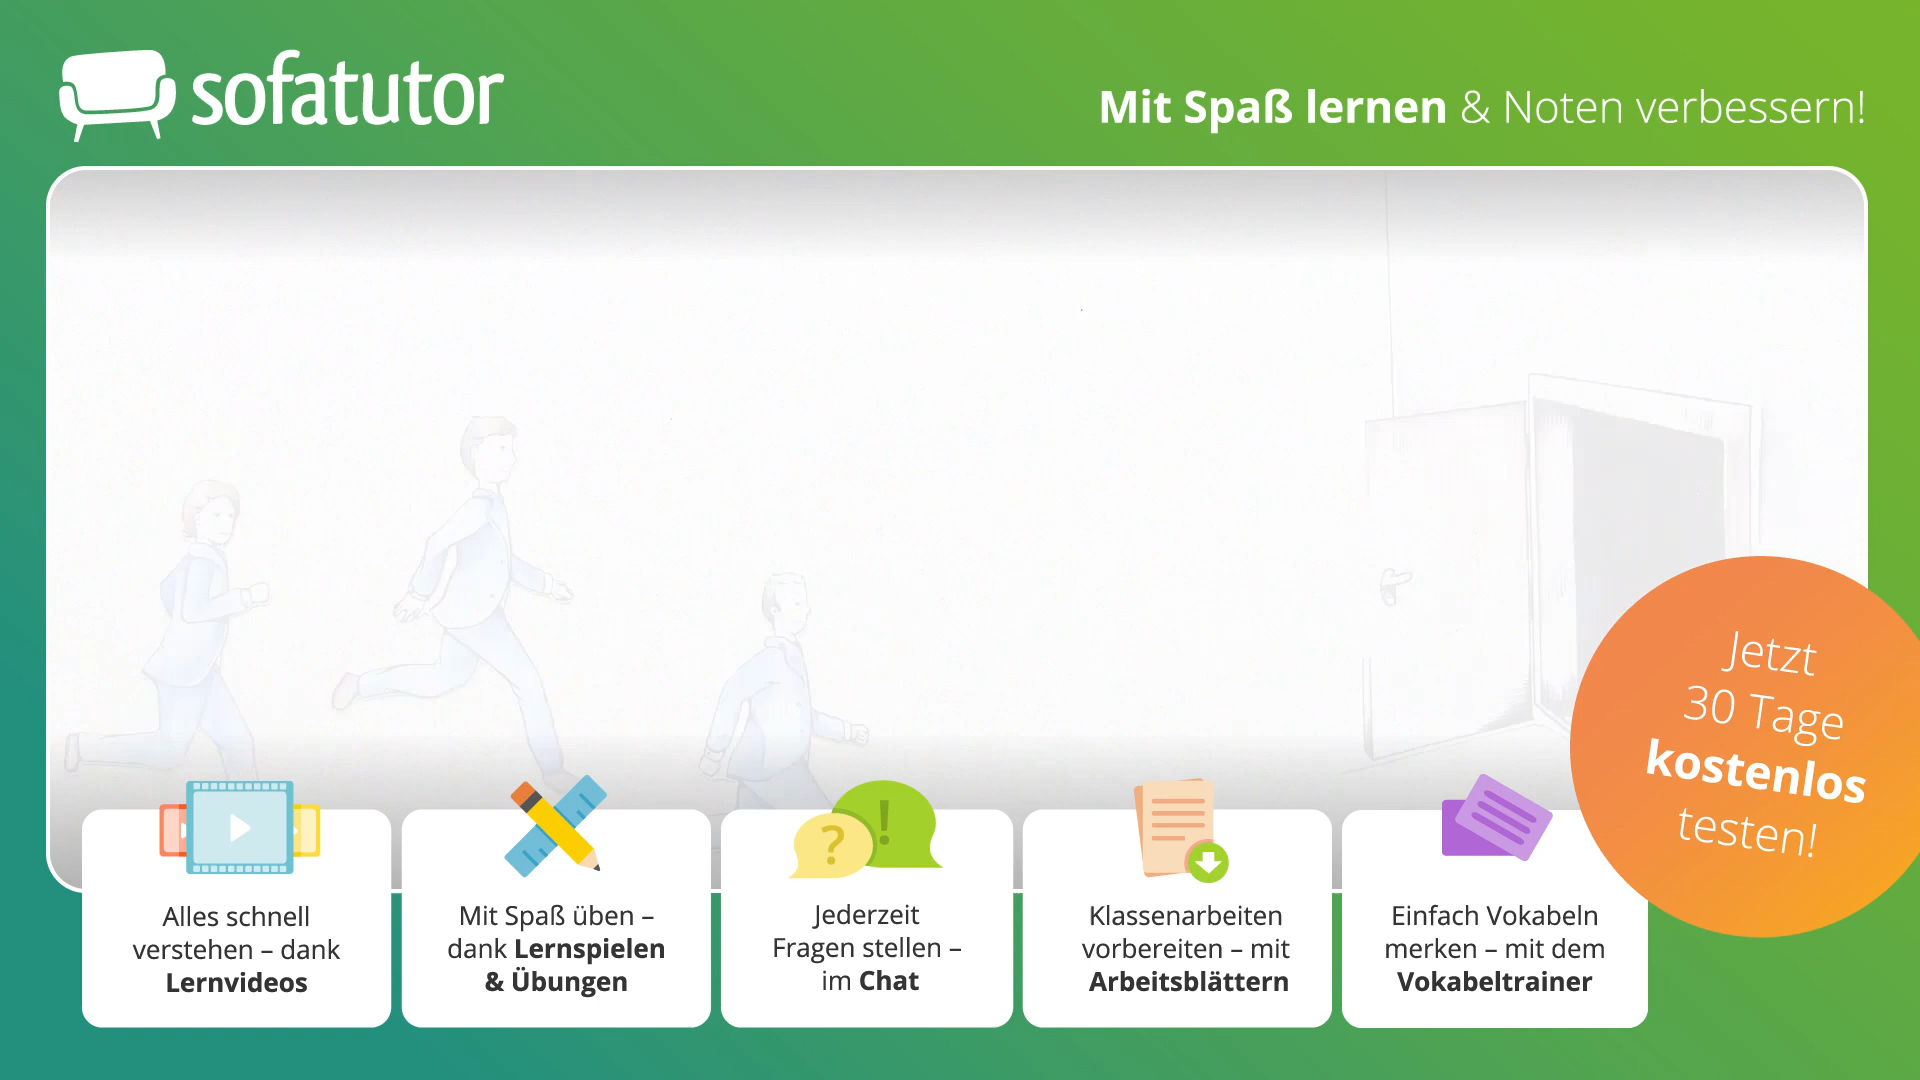 sofatutor
Mit Spaß lernen & Noten verbessern!
Jetzt
30 Tage
kostenlos
testen!
Alles schnell
verstehen – dank
Lernvideos
Mit Spaß üben –
dank Lernspielen
& Übungen
? !
Jederzeit
Fragen stellen –
im Chat
Klassenarbeiten
vorbereiten – mit
Arbeitsblättern
Einfach Vokabeln
merken – mit dem
Vokabeltrainer